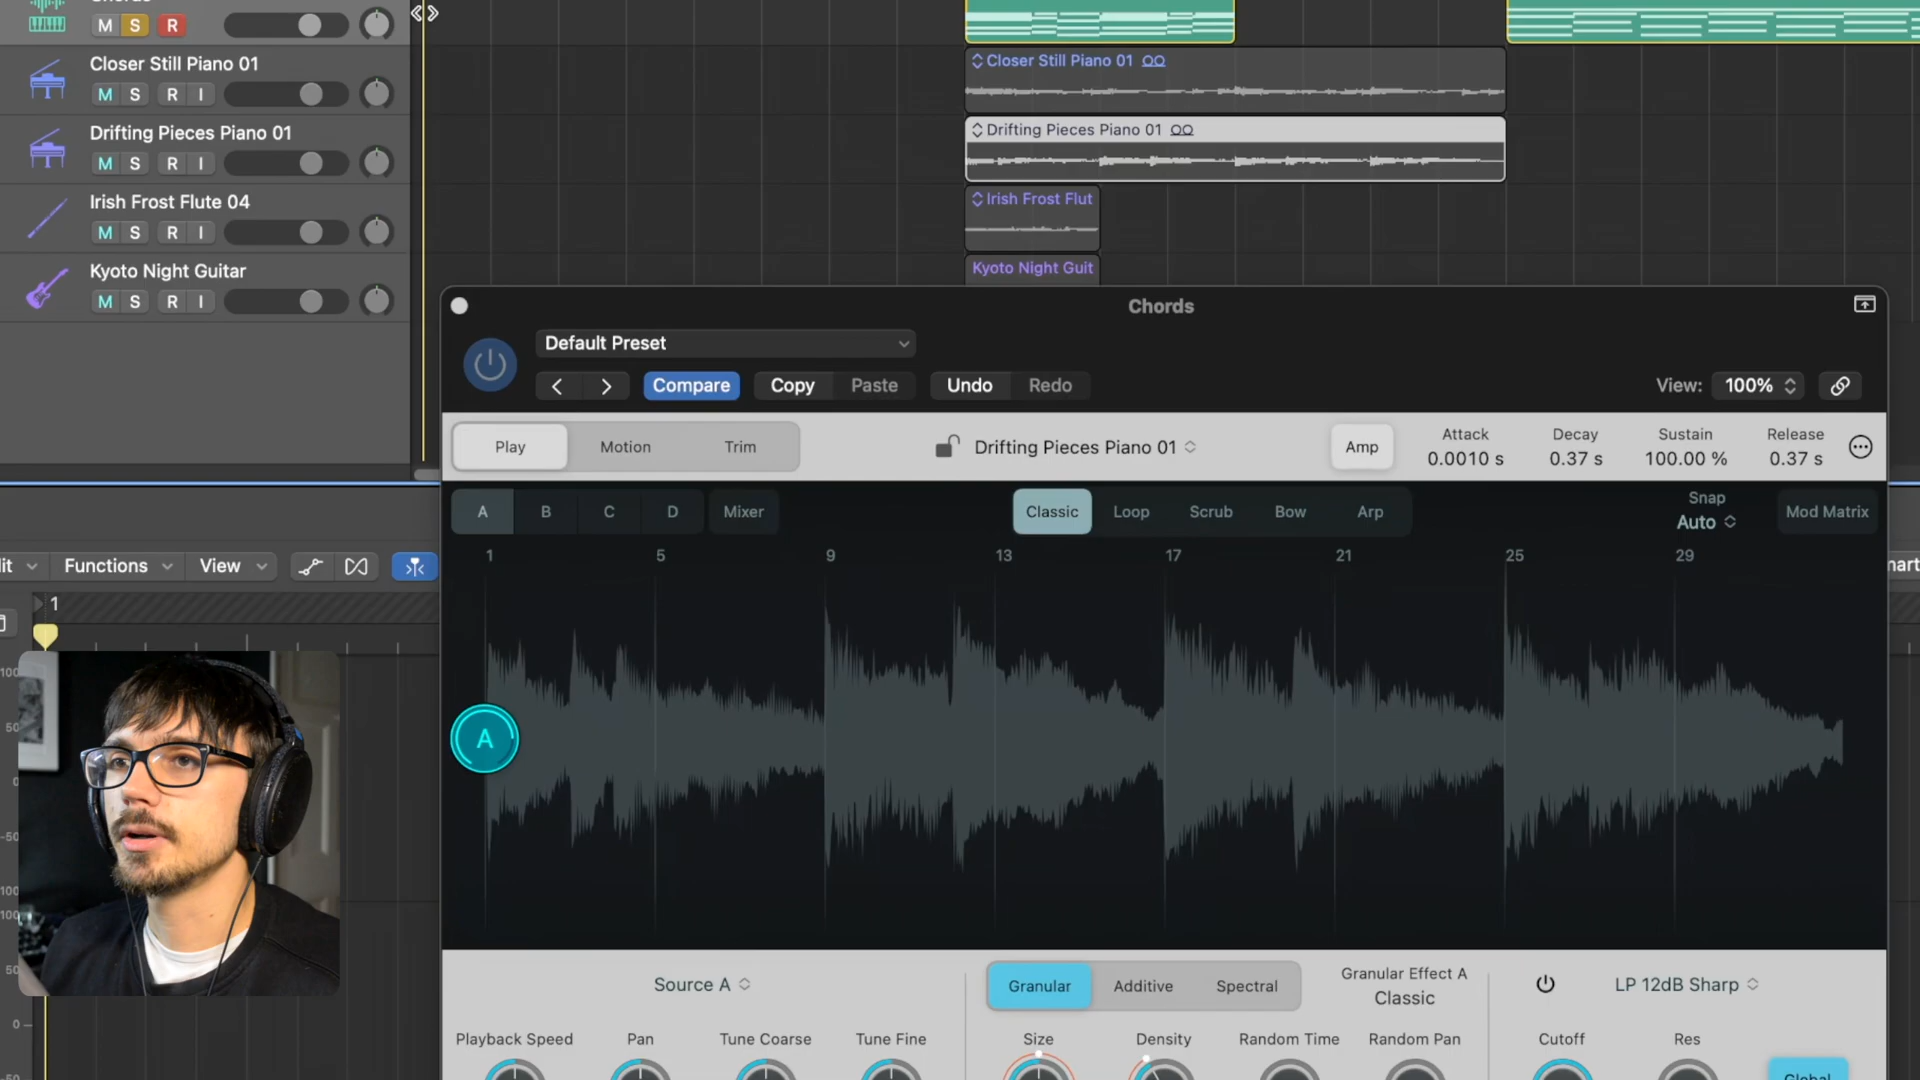 M S R
Closer Still Piano 01
M S R I
Drifting Pieces Piano 01
M S R I
Irish Frost Flute 04
M S R I
Kyoto Night Guitar
M S R I
Closer Still Piano 01
Drifting Pieces Piano 01
Irish Frost Flut
Kyoto Night Guit
Chords
Default Preset
Compare Copy Paste Undo Redo
View: 100%
Play Motion Trim
Drifting Pieces Piano 01
Amp
Attack Decay Sustain Release
0.0010 s 0.37 s 100.00 % 0.37 s
A B C D Mixer
Classic Loop Scrub Bow Arp
Snap
Auto
Mod Matrix
1 5 9 13 17 21 25 29
A
it Functions View
1
Source A
Granular Additive Spectral
Granular Effect A
Classic
LP 12dB Sharp
Playback Speed Pan Tune Coarse Tune Fine
Size Density Random Time Random Pan
Cutoff Res
Global